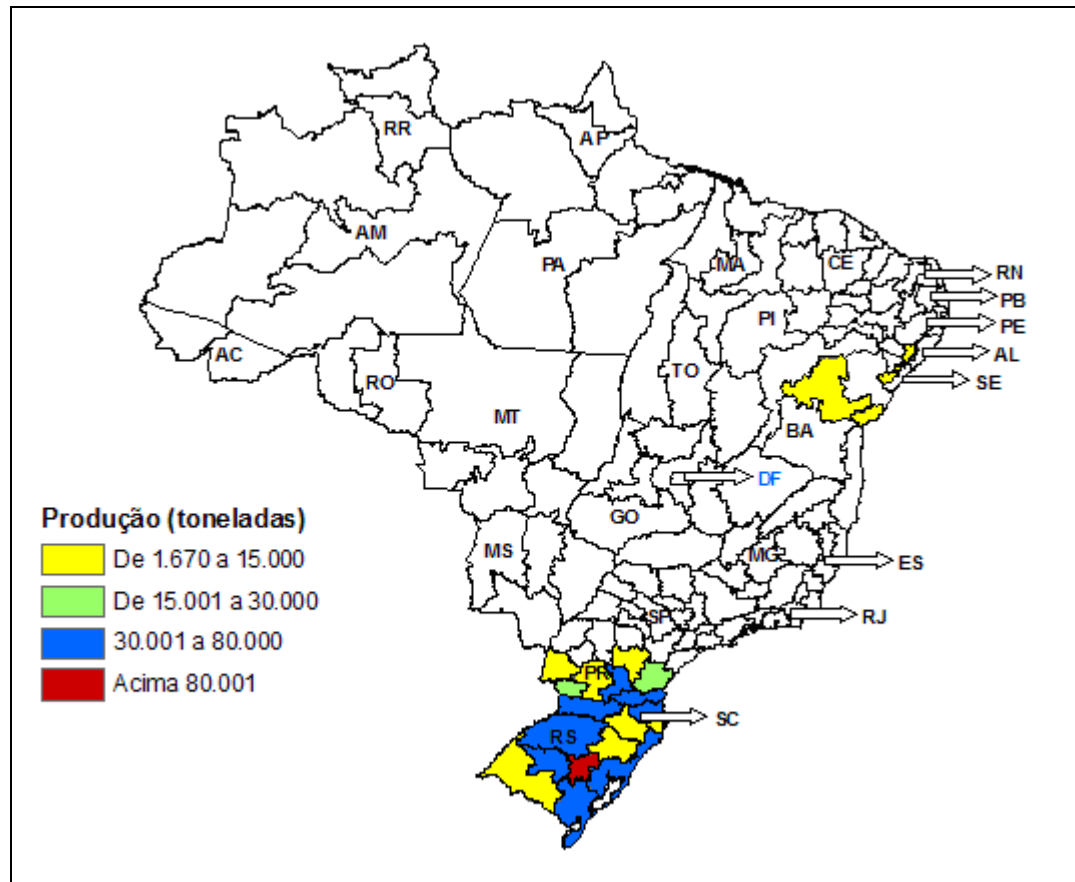 RR
AP
AM
PA
MA
CE
RN
PB
PI
PE
AC
AL
TO
RO
SE
MT
BA
DF
GO
Produção (toneladas)
MS
De 1.670 a 15.000
MG
ES
De 15.001 a 30.000
SP
RJ
30.001 a 80.000
PR
Acima 80.001
SC
RS